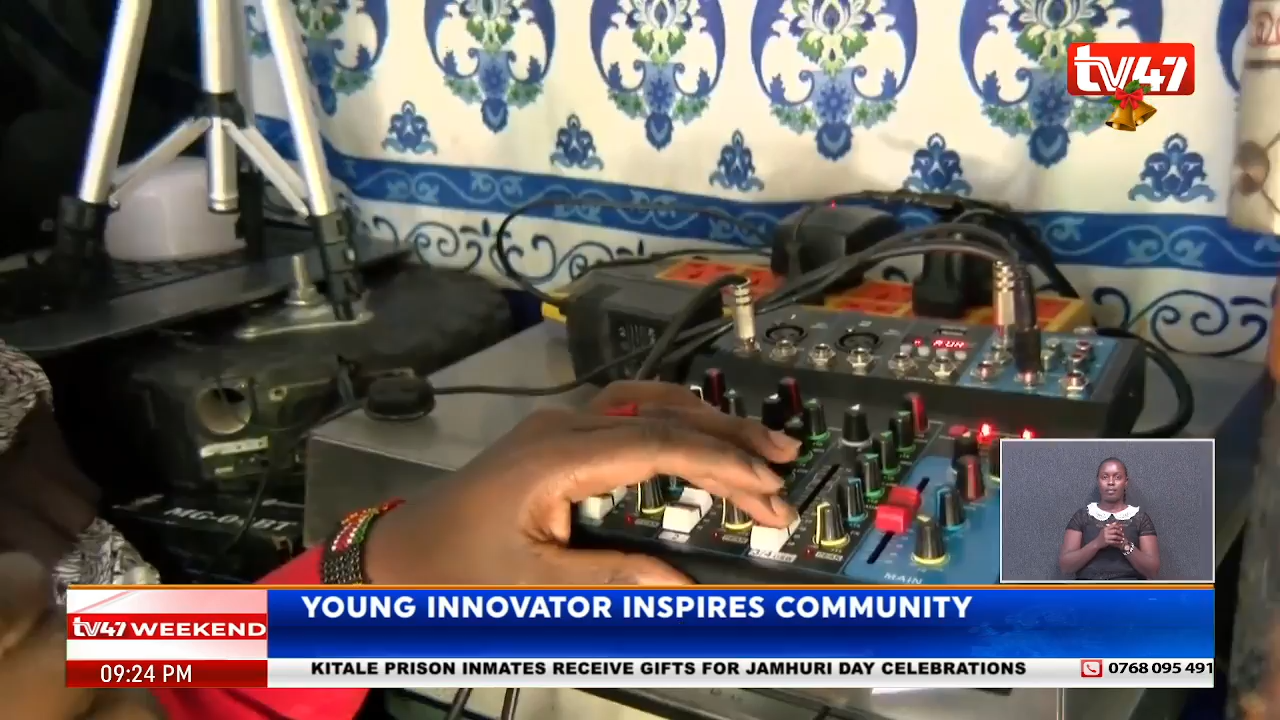 tv47
MG-06BT
MAIN
YOUNG INNOVATOR INSPIRES COMMUNITY
tv47 WEEKEND
09:24 PM
KITALE PRISON INMATES RECEIVE GIFTS FOR JAMHURI DAY CELEBRATIONS
0768 095 491